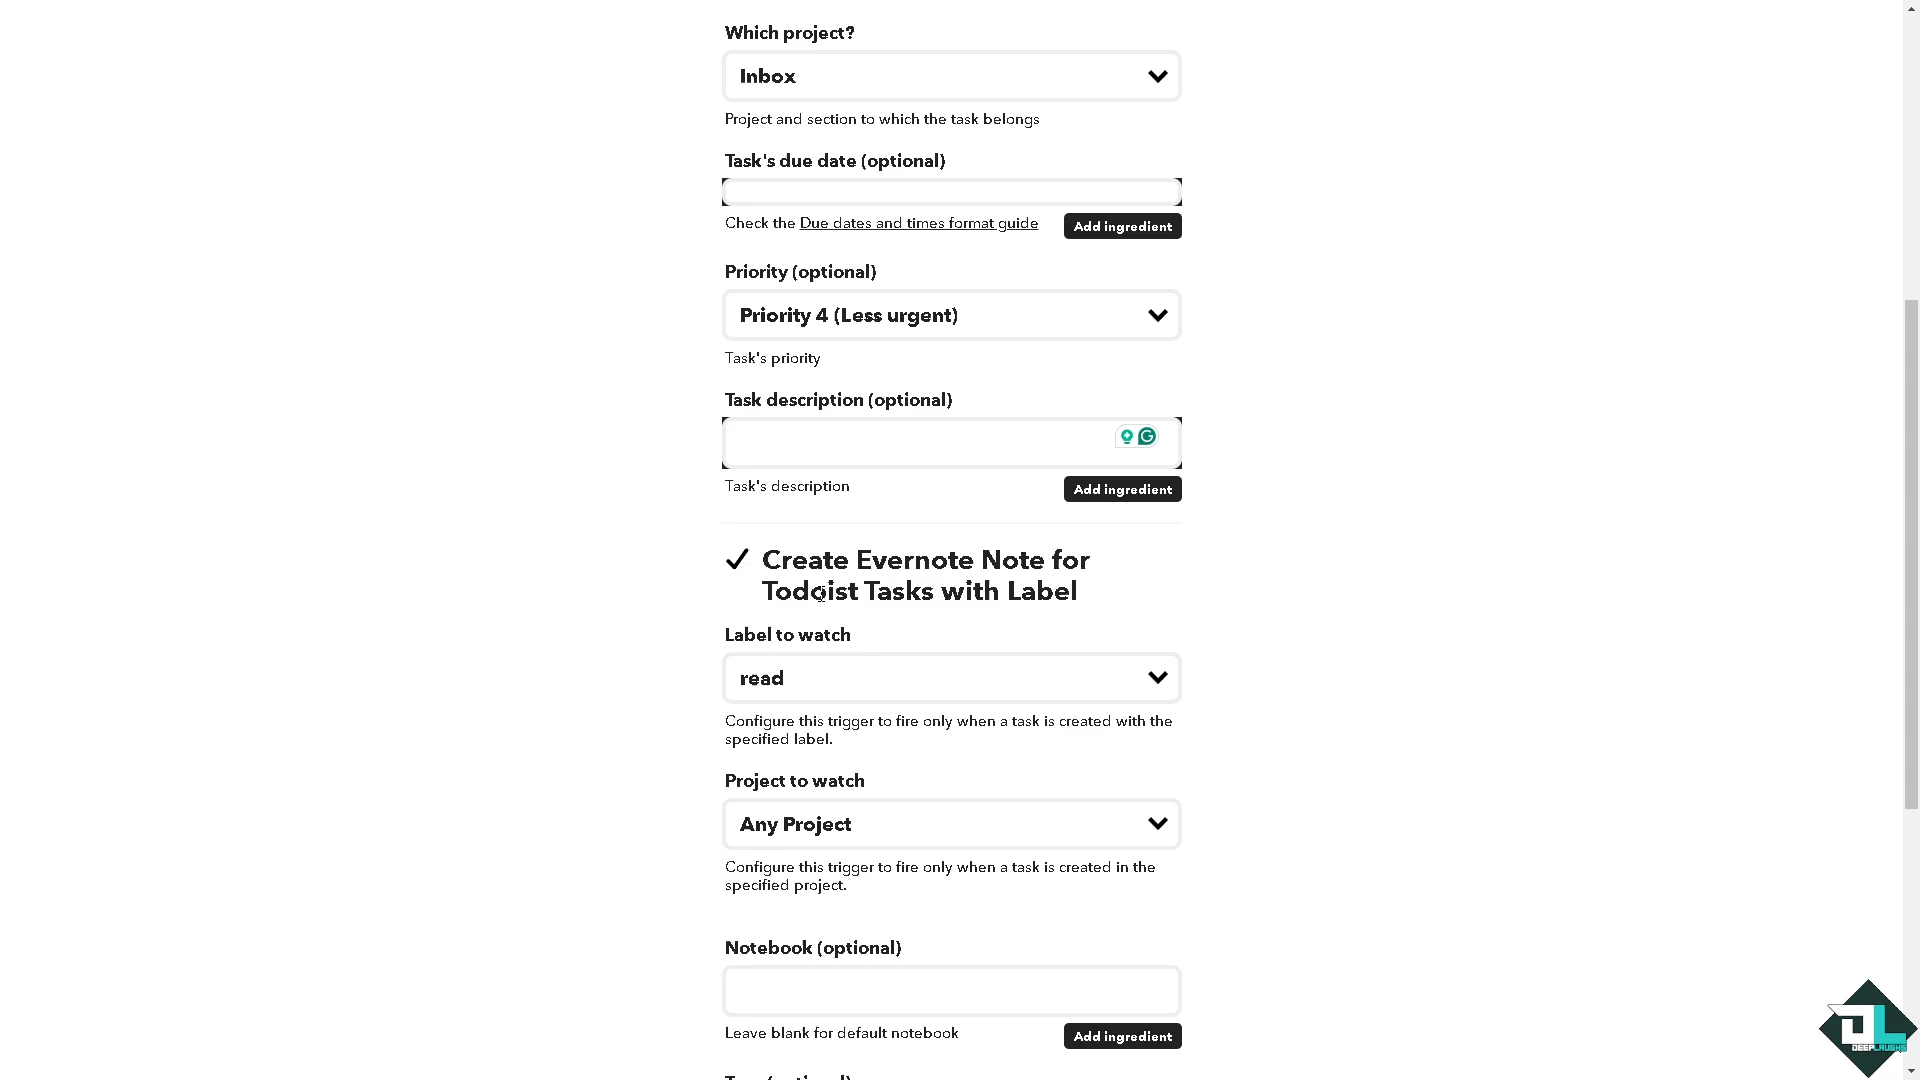 Which project?
Inbox
Project and section to which the task belongs
Task's due date (optional)
Check the Due dates and times format guide
Add ingredient
Priority (optional)
Priority 4 (Less urgent)
Task's priority
Task description (optional)
Task's description
Add ingredient
Create Evernote Note for
Todoist Tasks with Label
Label to watch
read
Configure this trigger to fire only when a task is created with the
specified label.
Project to watch
Any Project
Configure this trigger to fire only when a task is created in the
specified project.
Notebook (optional)
Leave blank for default notebook
Add ingredient
DEEPLAUGHS